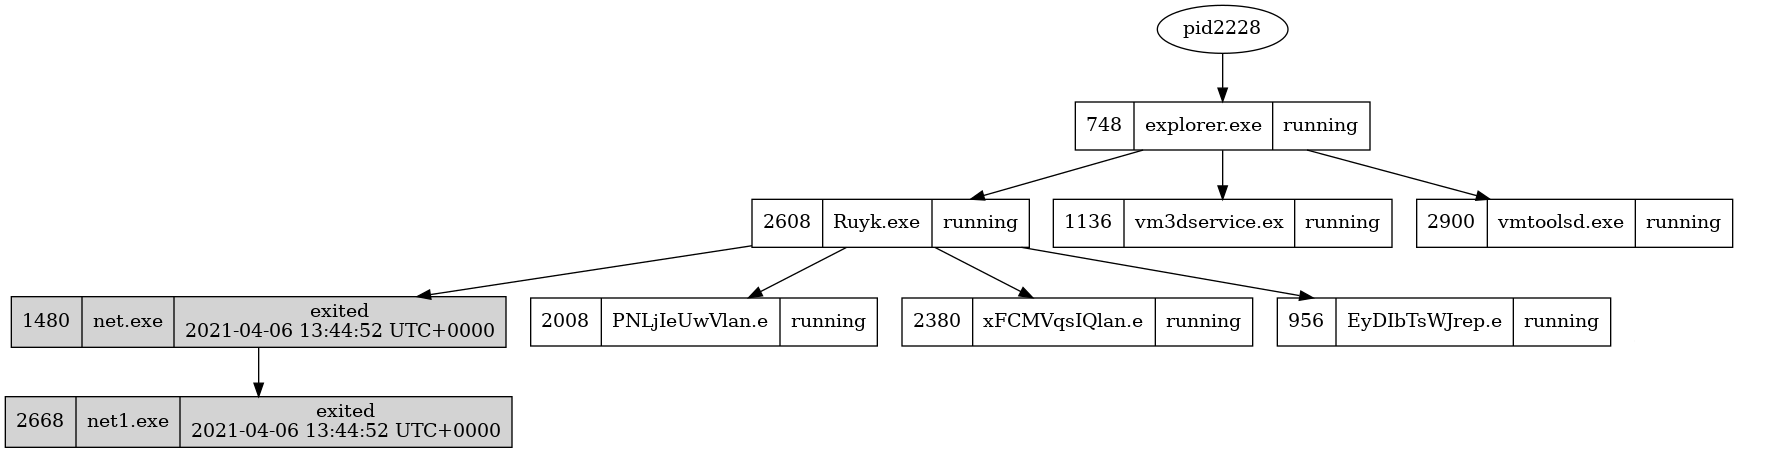 pid2228
748 explorer.exe running
2608 Ruyk.exe running
1136 vm3dservice.ex running
2900 vmtoolsd.exe running
1480 net.exe exited
2021-04-06 13:44:52 UTC+0000
2008 PNLjIeUwVlan.e running
2380 xFCMVqsIQlan.e running
956 EyDIbTsWJrep.e running
2668 net1.exe exited
2021-04-06 13:44:52 UTC+0000